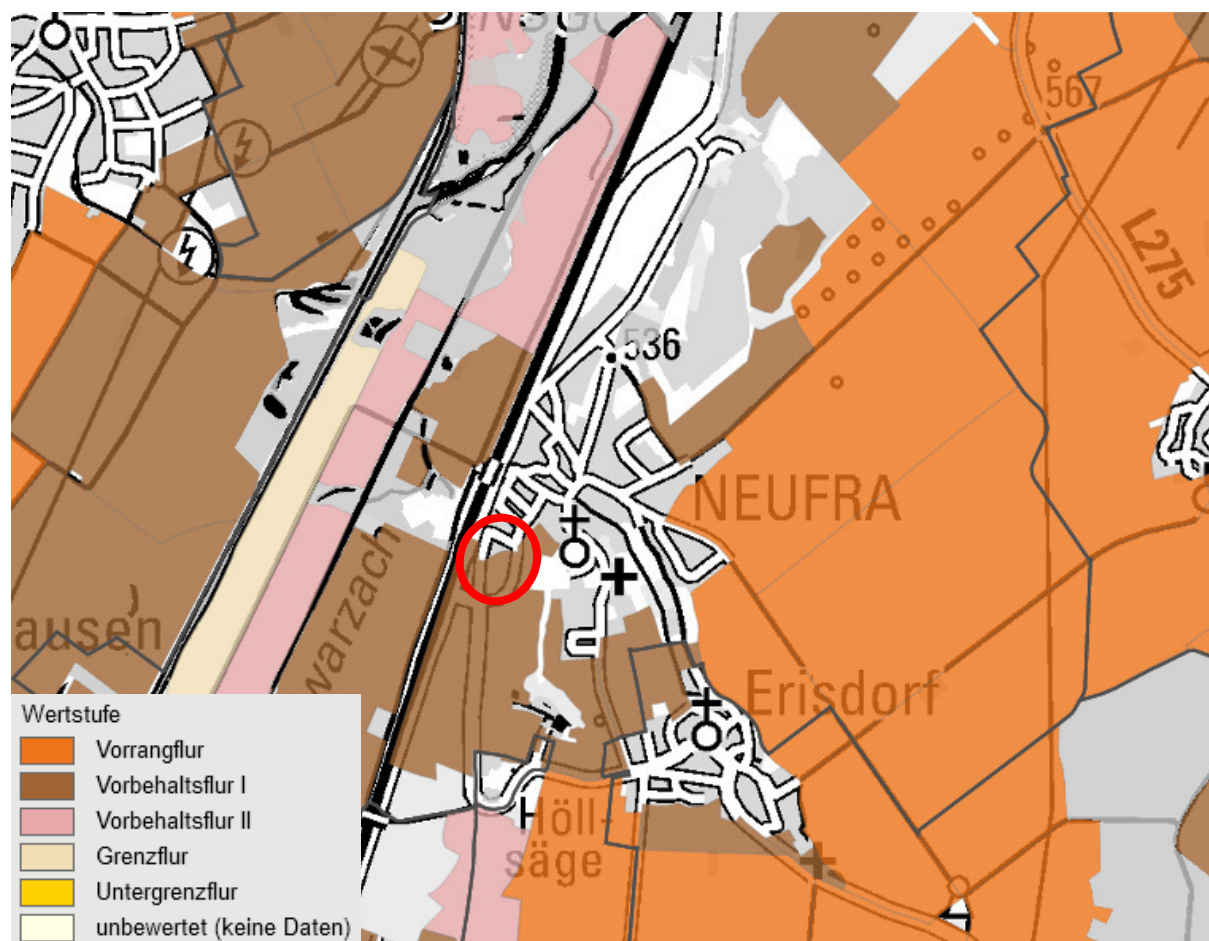 567
L275
536
NEUFRA
warzach
ausen
Erisdorf
Höll-
säge
Wertstufe
Vorrangflur
Vorbehaltsflur I
Vorbehaltsflur II
Grenzflur
Untergrenzflur
unbewertet (keine Daten)